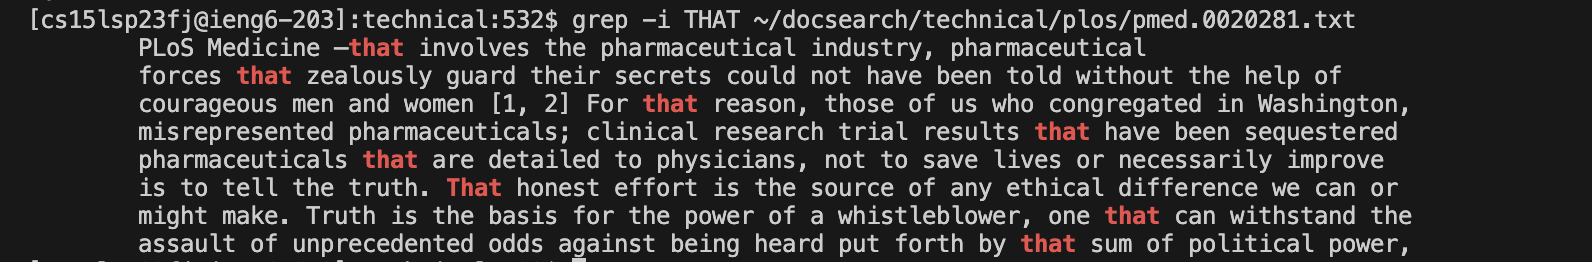 [cs15lsp23fj@ieng6-203]:technical:532$ grep -i THAT ~/docsearch/technical/plos/pmed.0020281.txt
PLoS Medicine —that involves the pharmaceutical industry, pharmaceutical
forces that zealously guard their secrets could not have been told without the help of
courageous men and women [1, 2] For that reason, those of us who congregated in Washington,
misrepresented pharmaceuticals; clinical research trial results that have been sequestered
pharmaceuticals that are detailed to physicians, not to save lives or necessarily improve
is to tell the truth. That honest effort is the source of any ethical difference we can or
might make. Truth is the basis for the power of a whistleblower, one that can withstand the
assault of unprecedented odds against being heard put forth by that sum of political power,